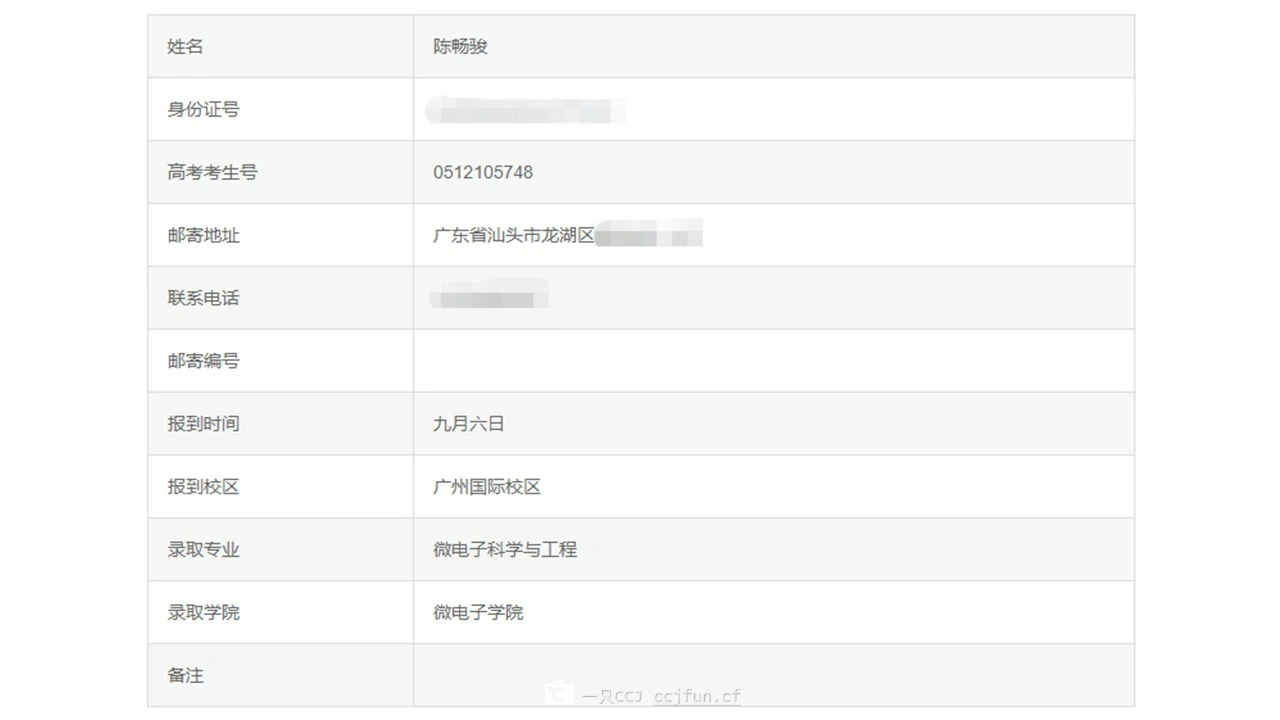 姓名 陈畅骏
身份证号
高考考生号 0512105748
邮寄地址 广东省汕头市龙湖区
联系电话
邮寄编号
报到时间 九月六日
报到校区 广州国际校区
录取专业 微电子科学与工程
录取学院 微电子学院
备注
一只CCJ ccjfun.cf